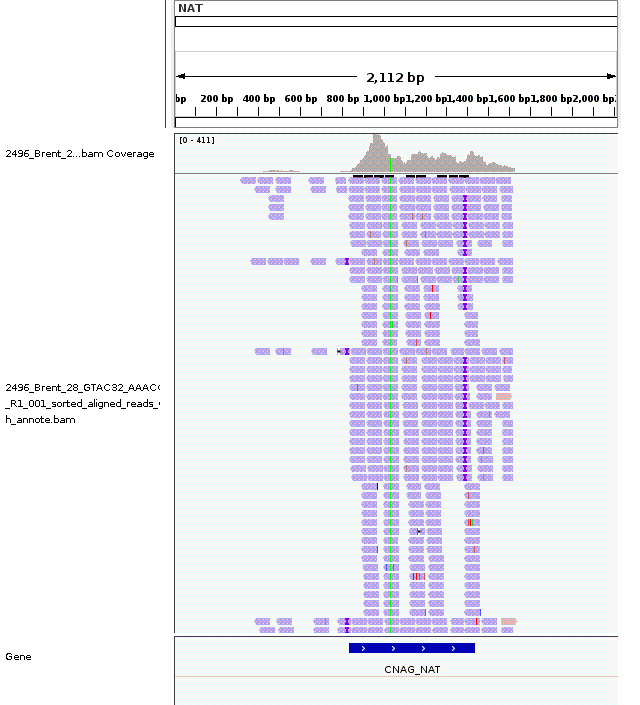 NAT
2,112 bp
bp 200 bp 400 bp 600 bp 800 bp 1,000 bp 1,200 bp 1,400 bp 1,600 bp 1,800 bp 2,000 bp
[0 - 411]
2496_Brent_2...bam Coverage
2496_Brent_28_GTAC32_AAAC
_R1_001_sorted_aligned_reads_
h_annote.bam
Gene
CNAG_NAT